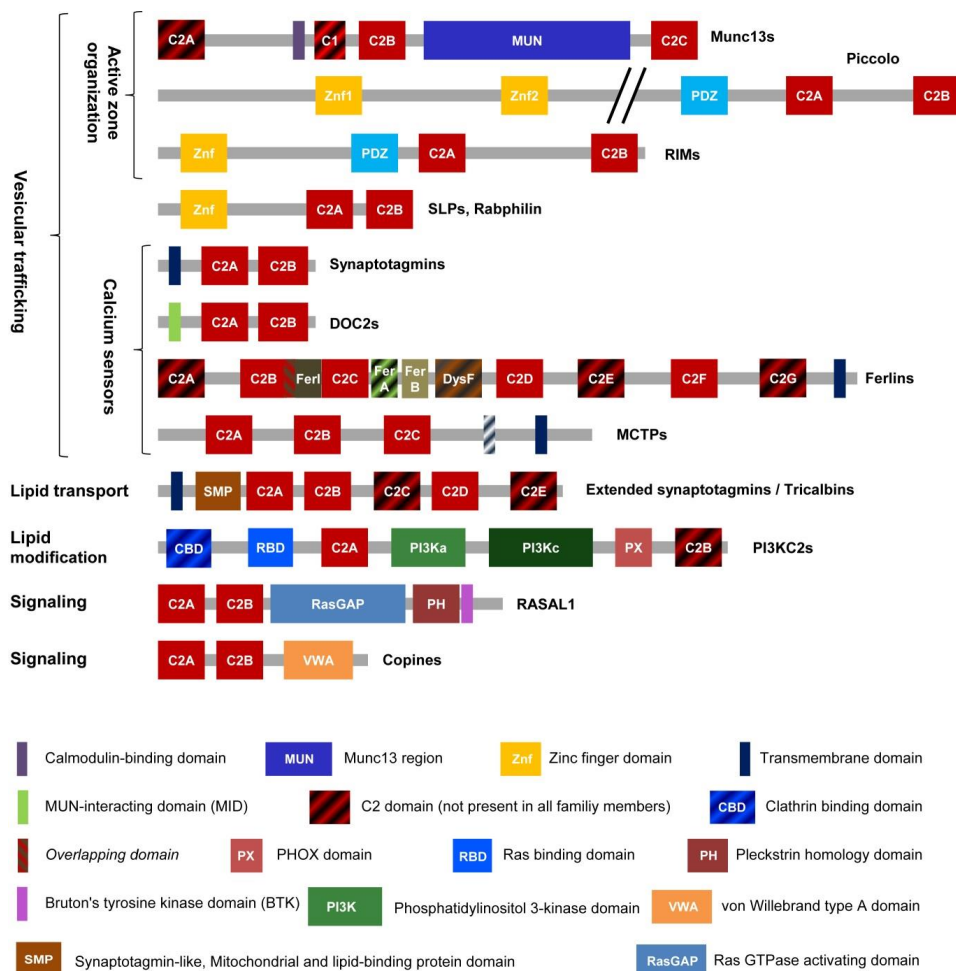 Vesicular trafficking
Active zone
organization
C2A C1 C2B MUN C2C Munc13s
Piccolo
Znf1 Znf2 PDZ C2A C2B
Znf PDZ C2A C2B RIMs
Znf C2A C2B SLPs, Rabphilin
Calcium sensors
C2A C2B Synaptotagmins
C2A C2B DOC2s
C2A C2B FerI C2C Fer A Fer B DysF C2D C2E C2F C2G Ferlins
C2A C2B C2C MCTPs
Lipid transport SMP C2A C2B C2C C2D C2E Extended synaptotagmins / Tricalbins
Lipid
modification CBD RBD C2A PI3Ka PI3Kc PX C2B PI3KC2s
Signaling C2A C2B RasGAP PH RASAL1
Signaling C2A C2B VWA Copines
Calmodulin-binding domain MUN Munc13 region Znf Zinc finger domain Transmembrane domain
MUN-interacting domain (MID) C2 domain (not present in all familiy members) CBD Clathrin binding domain
Overlapping domain PX PHOX domain RBD Ras binding domain PH Pleckstrin homology domain
Bruton's tyrosine kinase domain (BTK) PI3K Phosphatidylinositol 3-kinase domain VWA von Willebrand type A domain
SMP Synaptotagmin-like, Mitochondrial and lipid-binding protein domain RasGAP Ras GTPase activating domain